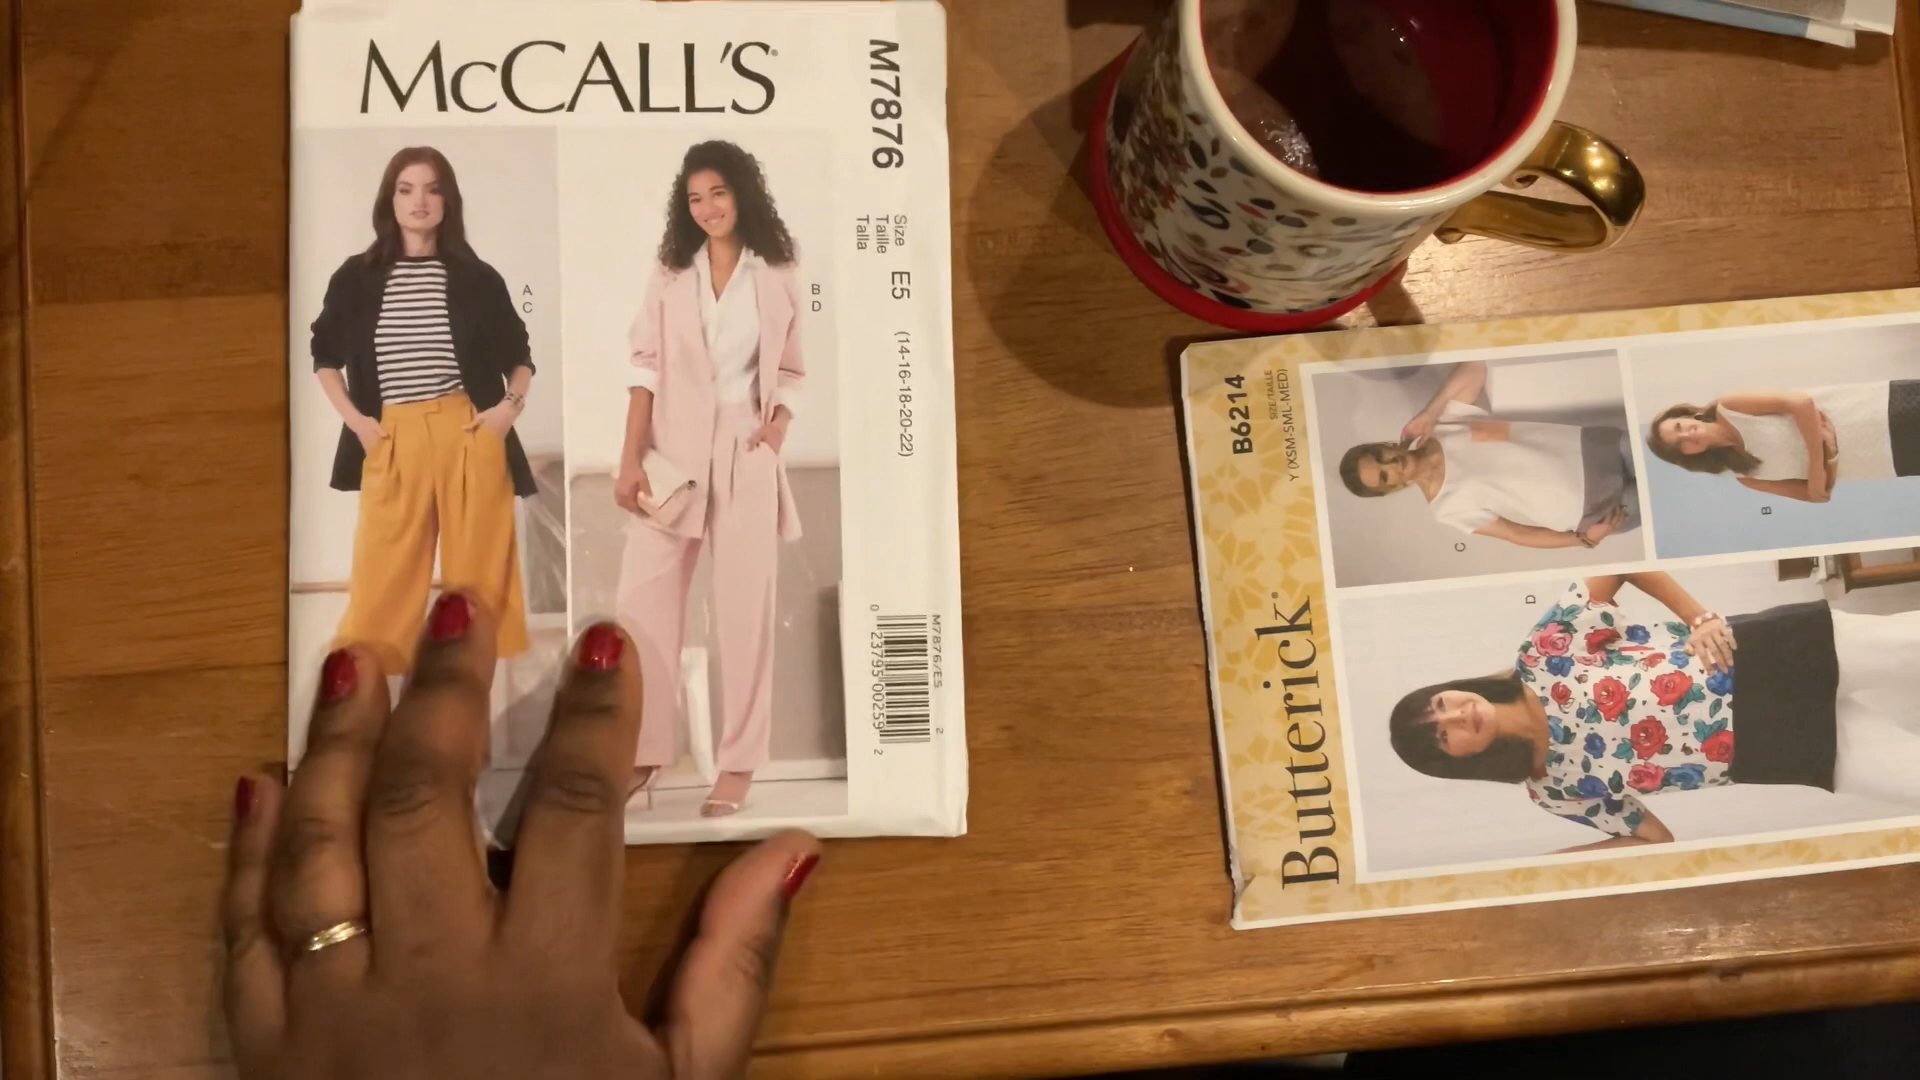 McCALL'S
M7876
Size
Taille
Talla
E5
(14-16-18-20-22)
A
C
B
D
M7876/E5
0 23795 00259 2
2
B6214
SIZE/TAILLE
Y (XSM-SML-MED)
Butterick®
C
B
D